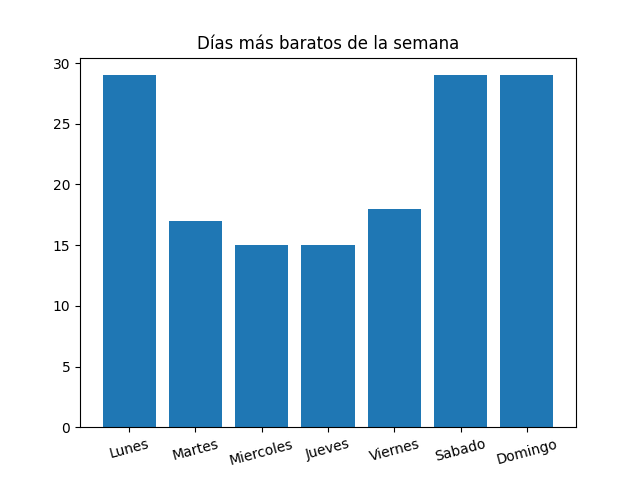 Días más baratos de la semana
30
25
20
15
10
5
0
Lunes
Martes
Miercoles
Jueves
Viernes
Sabado
Domingo